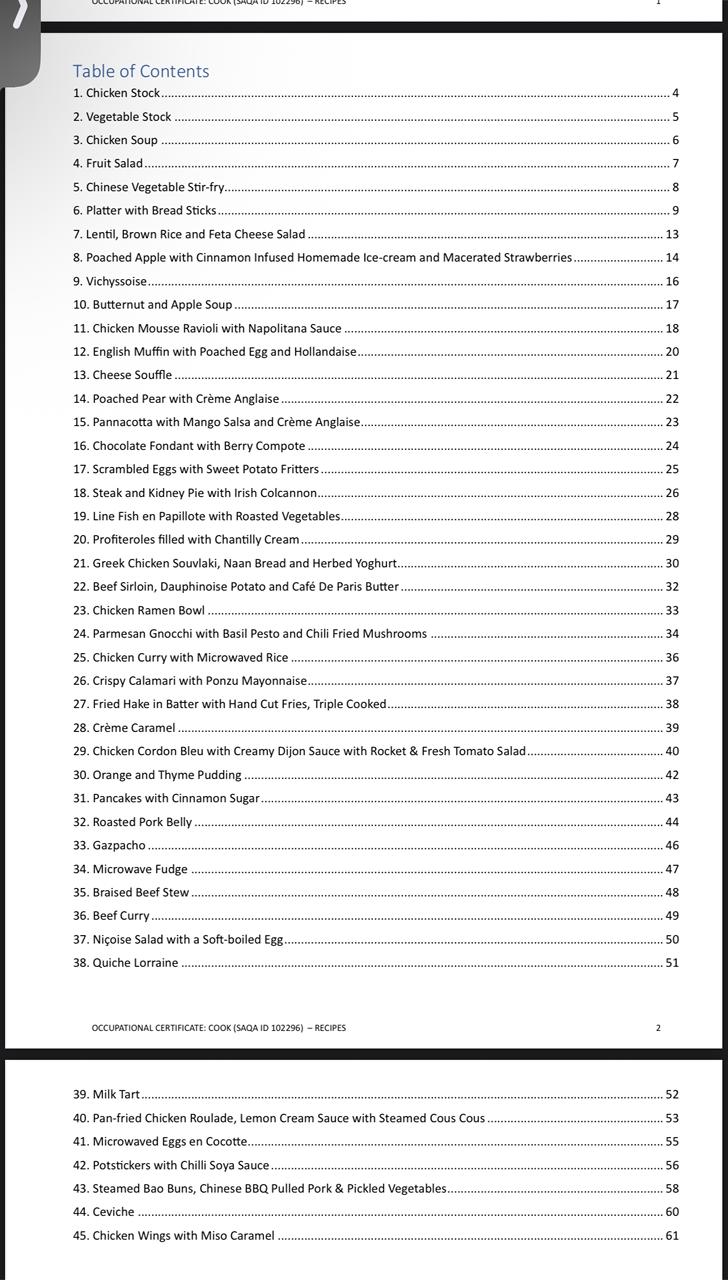 OCCUPATIONAL CERTIFICATE: COOK (SAQA ID 102296) – RECIPES 1
Table of Contents
1. Chicken Stock 4
2. Vegetable Stock 5
3. Chicken Soup 6
4. Fruit Salad 7
5. Chinese Vegetable Stir-fry 8
6. Platter with Bread Sticks 9
7. Lentil, Brown Rice and Feta Cheese Salad 13
8. Poached Apple with Cinnamon Infused Homemade Ice-cream and Macerated Strawberries 14
9. Vichyssoise 16
10. Butternut and Apple Soup 17
11. Chicken Mousse Ravioli with Napolitana Sauce 18
12. English Muffin with Poached Egg and Hollandaise 20
13. Cheese Souffle 21
14. Poached Pear with Crème Anglaise 22
15. Pannacotta with Mango Salsa and Crème Anglaise 23
16. Chocolate Fondant with Berry Compote 24
17. Scrambled Eggs with Sweet Potato Fritters 25
18. Steak and Kidney Pie with Irish Colcannon 26
19. Line Fish en Papillote with Roasted Vegetables 28
20. Profiteroles filled with Chantilly Cream 29
21. Greek Chicken Souvlaki, Naan Bread and Herbed Yoghurt 30
22. Beef Sirloin, Dauphinoise Potato and Café De Paris Butter 32
23. Chicken Ramen Bowl 33
24. Parmesan Gnocchi with Basil Pesto and Chili Fried Mushrooms 34
25. Chicken Curry with Microwaved Rice 36
26. Crispy Calamari with Ponzu Mayonnaise 37
27. Fried Hake in Batter with Hand Cut Fries, Triple Cooked 38
28. Crème Caramel 39
29. Chicken Cordon Bleu with Creamy Dijon Sauce with Rocket & Fresh Tomato Salad 40
30. Orange and Thyme Pudding 42
31. Pancakes with Cinnamon Sugar 43
32. Roasted Pork Belly 44
33. Gazpacho 46
34. Microwave Fudge 47
35. Braised Beef Stew 48
36. Beef Curry 49
37. Niçoise Salad with a Soft-boiled Egg 50
38. Quiche Lorraine 51
OCCUPATIONAL CERTIFICATE: COOK (SAQA ID 102296) – RECIPES 2
39. Milk Tart 52
40. Pan-fried Chicken Roulade, Lemon Cream Sauce with Steamed Cous Cous 53
41. Microwaved Eggs en Cocotte 55
42. Potstickers with Chilli Soya Sauce 56
43. Steamed Bao Buns, Chinese BBQ Pulled Pork & Pickled Vegetables 58
44. Ceviche 60
45. Chicken Wings with Miso Caramel 61